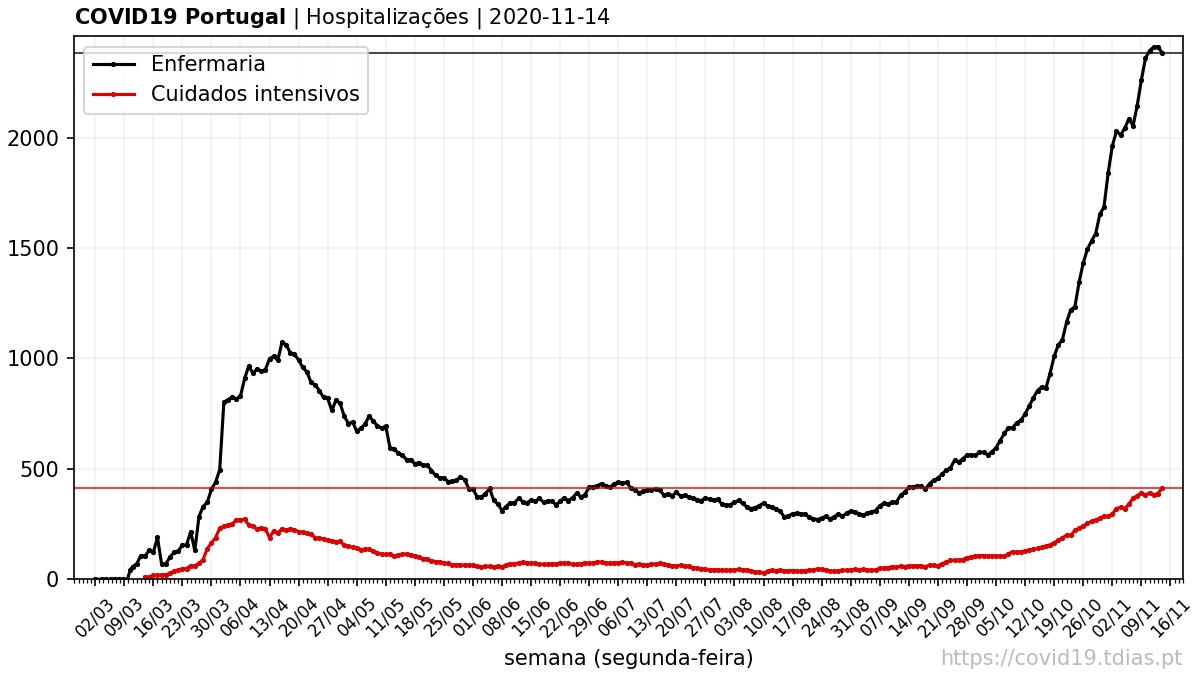 COVID19 Portugal | Hospitalizações | 2020-11-14
Enfermaria
Cuidados intensivos
2000
1500
1000
500
0
02/03 09/03 16/03 23/03 30/03 06/04 13/04 20/04 27/04 04/05 11/05 18/05 25/05 01/06 08/06 15/06 22/06 29/06 06/07 13/07 20/07 27/07 03/08 10/08 17/08 24/08 31/08 07/09 14/09 21/09 28/09 05/10 12/10 19/10 26/10 02/11 09/11 16/11
semana (segunda-feira)
https://covid19.tdias.pt